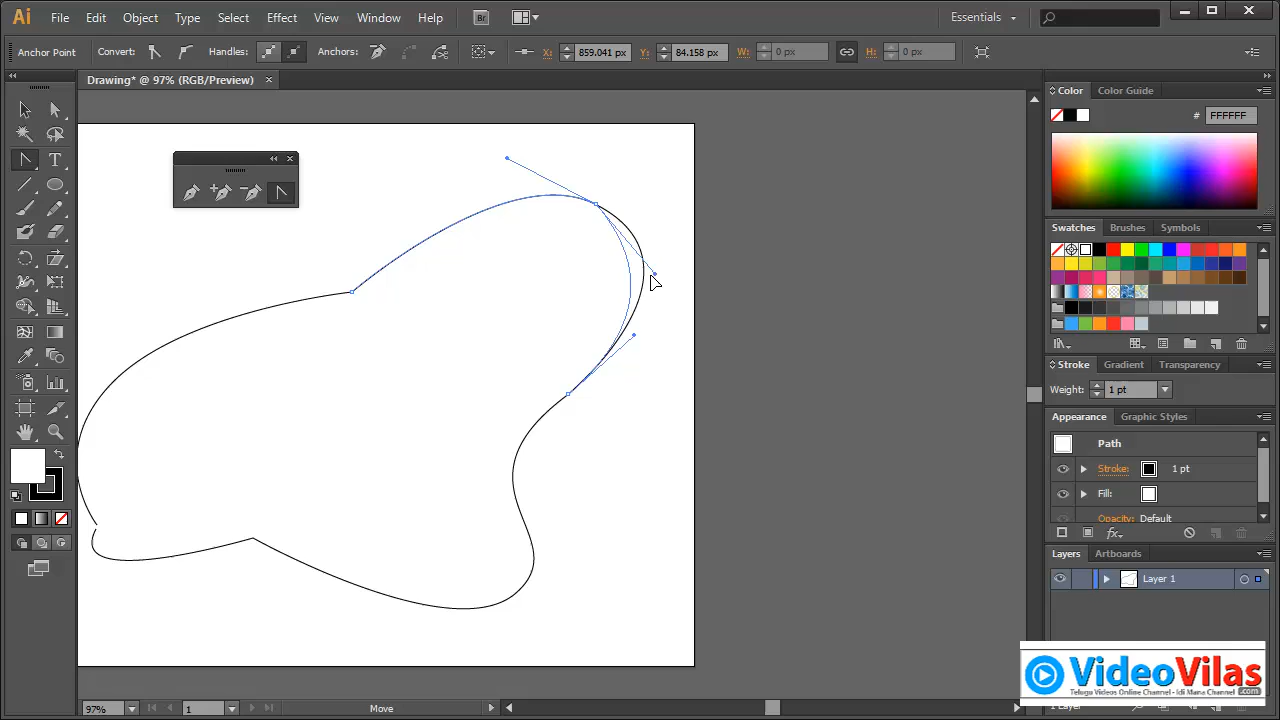 Ai File Edit Object Type Select Effect View Window Help Br Essentials
Anchor Point Convert: Handles: Anchors: X: 859.041 px Y: 84.158 px W: 0 px H: 0 px
Drawing* @ 97% (RGB/Preview)
Color Color Guide
# FFFFFF
Swatches Brushes Symbols
Stroke Gradient Transparency
Weight: 1 pt
Appearance Graphic Styles
Path
Stroke: 1 pt
Fill:
Opacity: Default
fx
Layers Artboards
Layer 1
VideoVilas
.com
Telugu Videos Online Channel - Idi Mana Channel
1 Layer
97% 1 Move